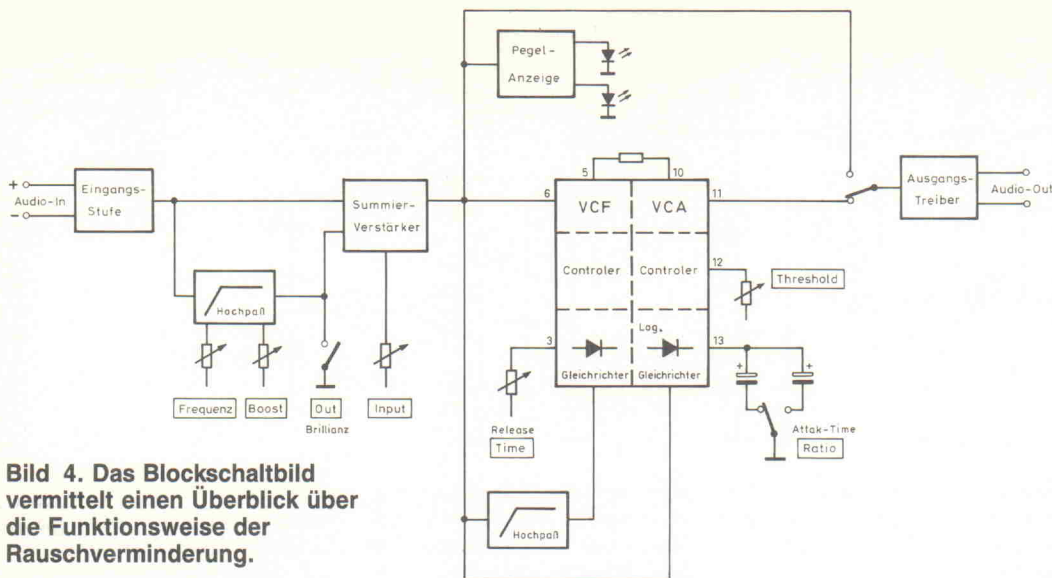 Pegel-
Anzeige
+
Audio-In
−
Eingangs-
Stufe
Summier-
Verstärker
Hochpaß
Frequenz
Boost
Out
Brillianz
Input
5
10
6
11
VCF
VCA
Controler
Controler
12
Threshold
Log.
3
13
Gleichrichter
Gleichrichter
Release
Time
+
+
Attak-Time
Ratio
Hochpaß
Ausgangs-
Treiber
Audio-Out
Bild 4. Das Blockschaltbild
vermittelt einen Überblick über
die Funktionsweise der
Rauschverminderung.